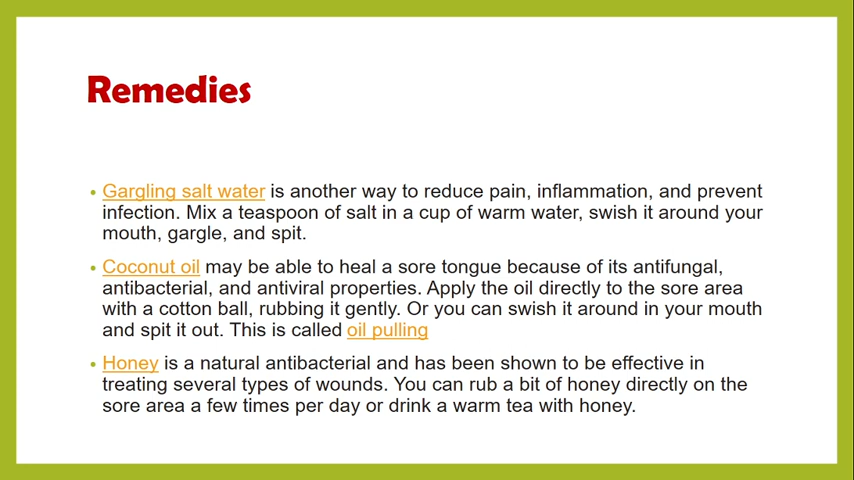 Remedies
• Gargling salt water is another way to reduce pain, inflammation, and prevent
infection. Mix a teaspoon of salt in a cup of warm water, swish it around your
mouth, gargle, and spit.
• Coconut oil may be able to heal a sore tongue because of its antifungal,
antibacterial, and antiviral properties. Apply the oil directly to the sore area
with a cotton ball, rubbing it gently. Or you can swish it around in your mouth
and spit it out. This is called oil pulling
• Honey is a natural antibacterial and has been shown to be effective in
treating several types of wounds. You can rub a bit of honey directly on the
sore area a few times per day or drink a warm tea with honey.